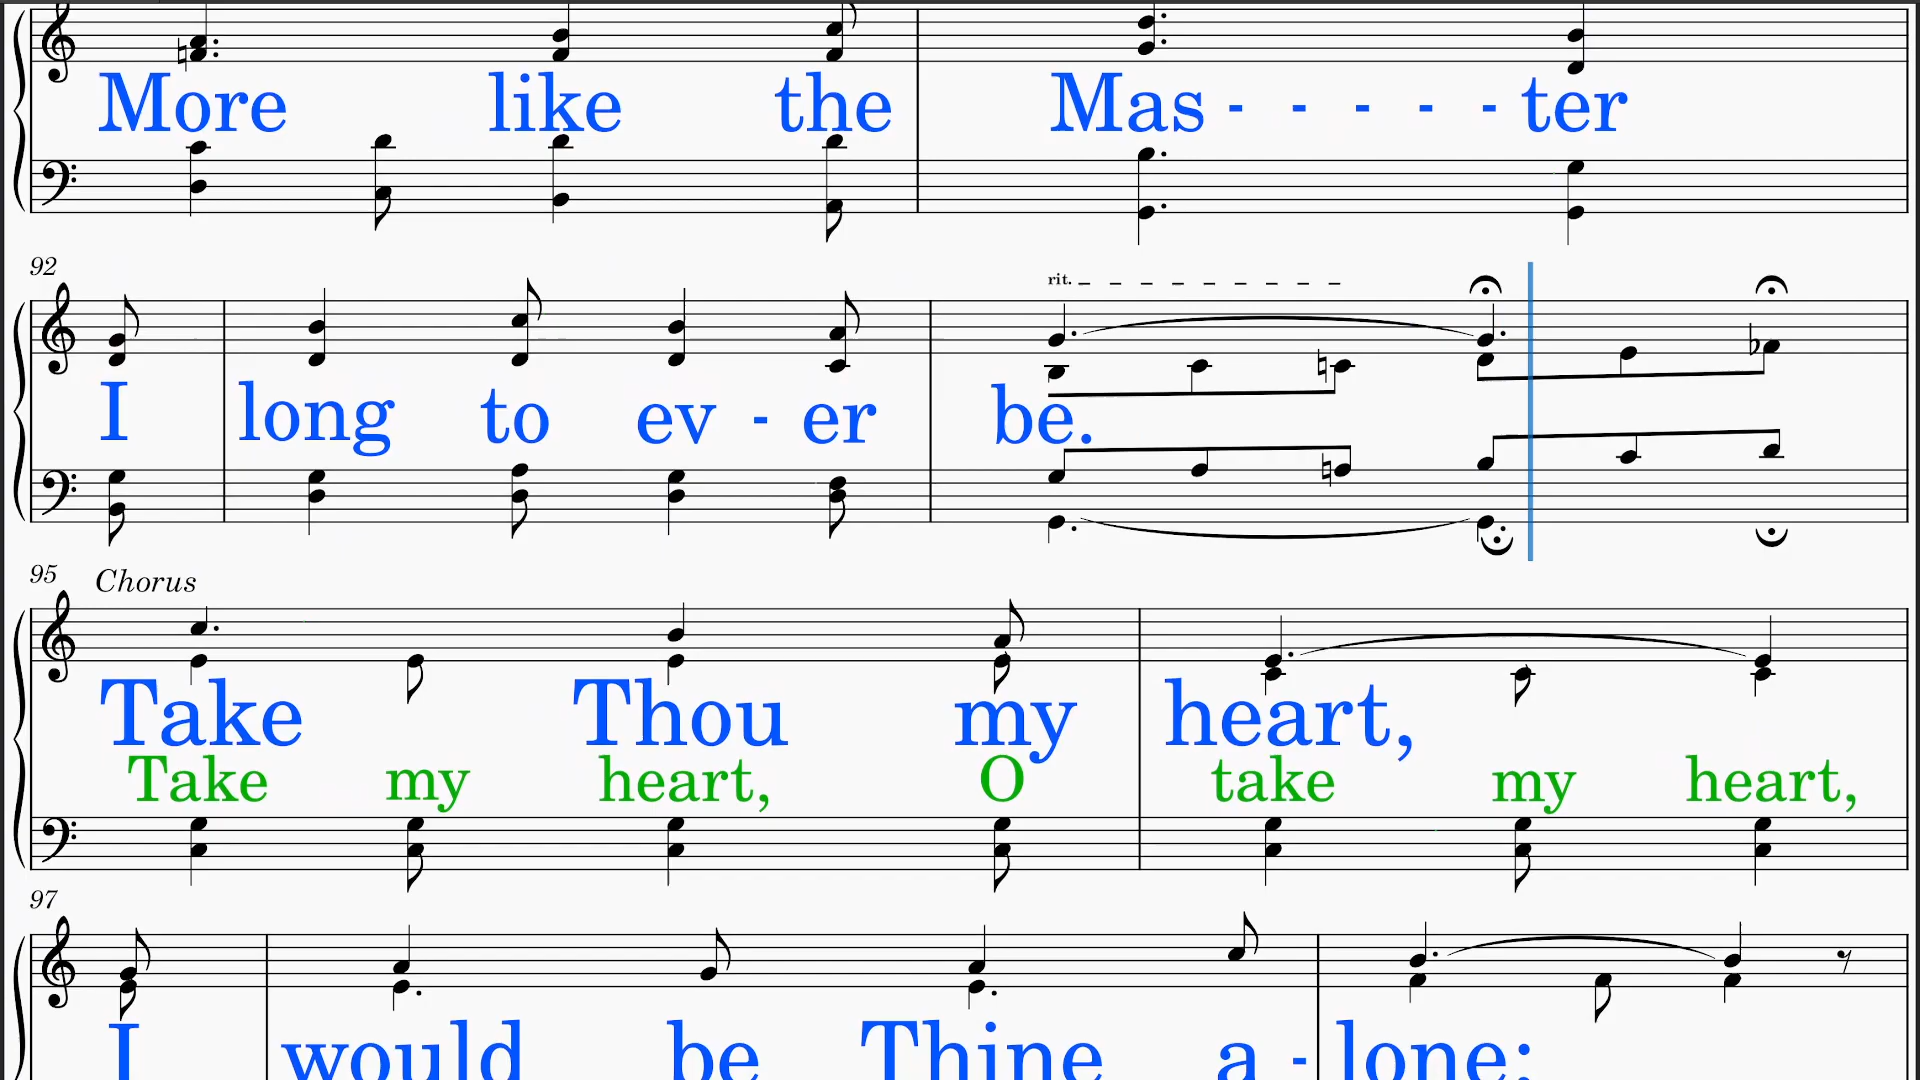 More like the Mas - - - - - ter
92
rit.
I long to ev - er be.
95 Chorus
Take Thou my heart,
Take my heart, O take my heart,
97
I would be Thine a - lone;